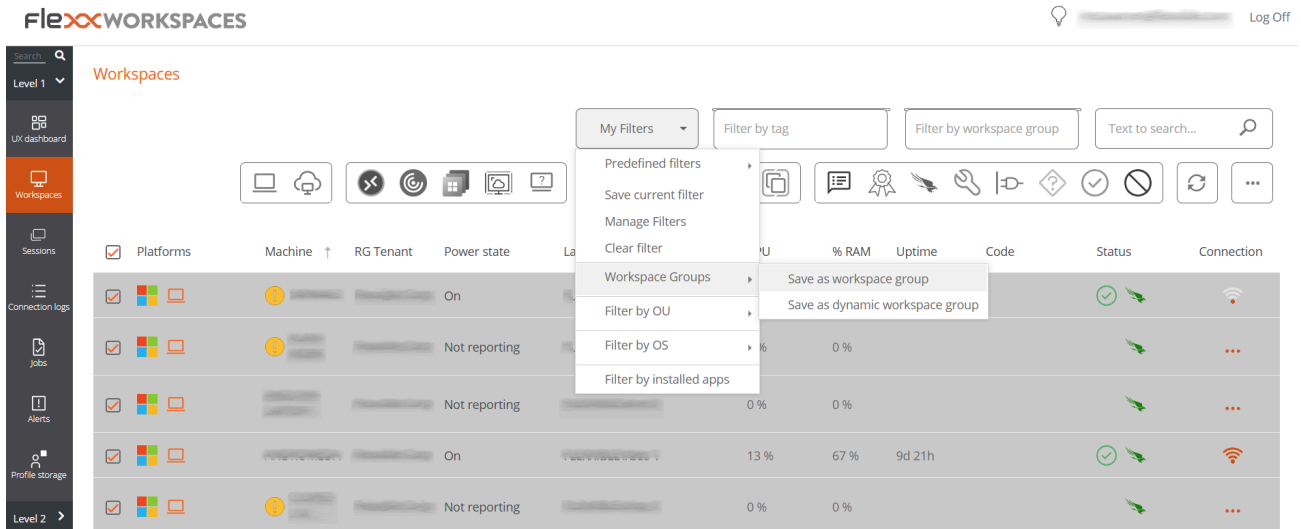 FlexxWORKSPACES
Log Off
Search
Level 1
Workspaces
UX dashboard
My Filters
Filter by tag
Filter by workspace group
Text to search...
Predefined filters
Save current filter
Manage Filters
Clear filter
Workspace Groups
Save as workspace group
Save as dynamic workspace group
Filter by OU
Filter by OS
Filter by installed apps
Workspaces
Sessions
Connection logs
Jobs
Alerts
Profile storage
Level 2
Platforms Machine RG Tenant Power state % RAM Uptime Code Status Connection
On
Not reporting 0 %
Not reporting 0 % 0 %
On 13 % 67 % 9d 21h
Not reporting 0 % 0 %